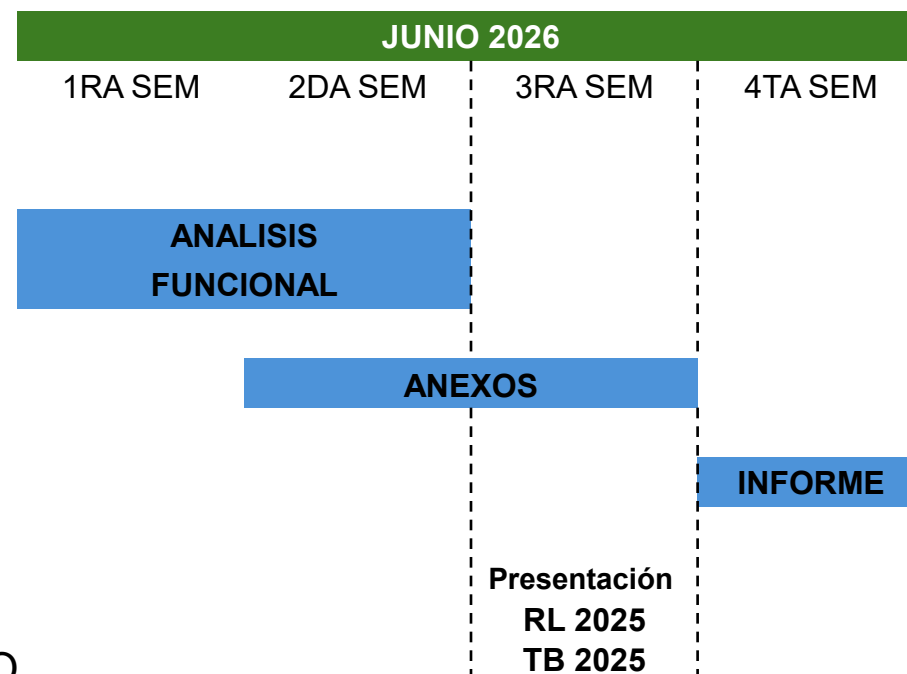 JUNIO 2026
1RA SEM 2DA SEM 3RA SEM 4TA SEM
ANALISIS
FUNCIONAL
ANEXOS
INFORME
Presentación
RL 2025
TB 2025